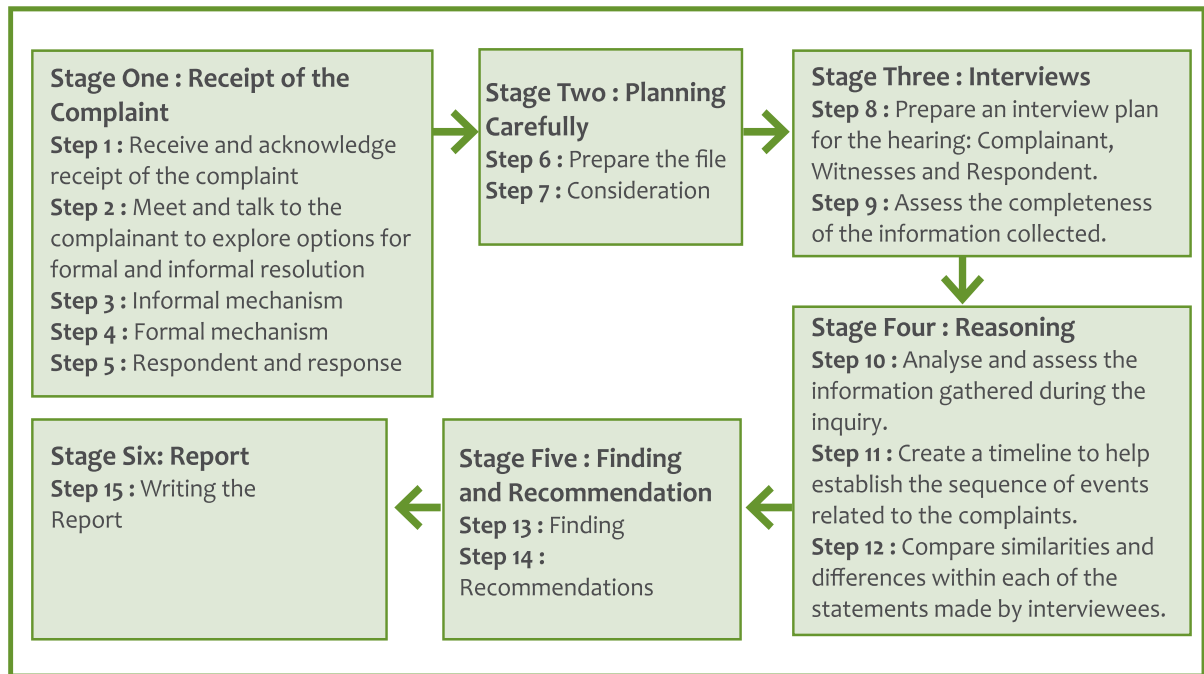 Stage One : Receipt of the
Complaint
Step 1 : Receive and acknowledge
receipt of the complaint
Step 2 : Meet and talk to the
complainant to explore options for
formal and informal resolution
Step 3 : Informal mechanism
Step 4 : Formal mechanism
Step 5 : Respondent and response
Stage Two : Planning
Carefully
Step 6 : Prepare the file
Step 7 : Consideration
Stage Three : Interviews
Step 8 : Prepare an interview plan
for the hearing: Complainant,
Witnesses and Respondent.
Step 9 : Assess the completeness
of the information collected.
Stage Four : Reasoning
Step 10 : Analyse and assess the
information gathered during the
inquiry.
Step 11 : Create a timeline to help
establish the sequence of events
related to the complaints.
Step 12 : Compare similarities and
differences within each of the
statements made by interviewees.
Stage Five : Finding
and Recommendation
Step 13 : Finding
Step 14 :
Recommendations
Stage Six: Report
Step 15 : Writing the
Report